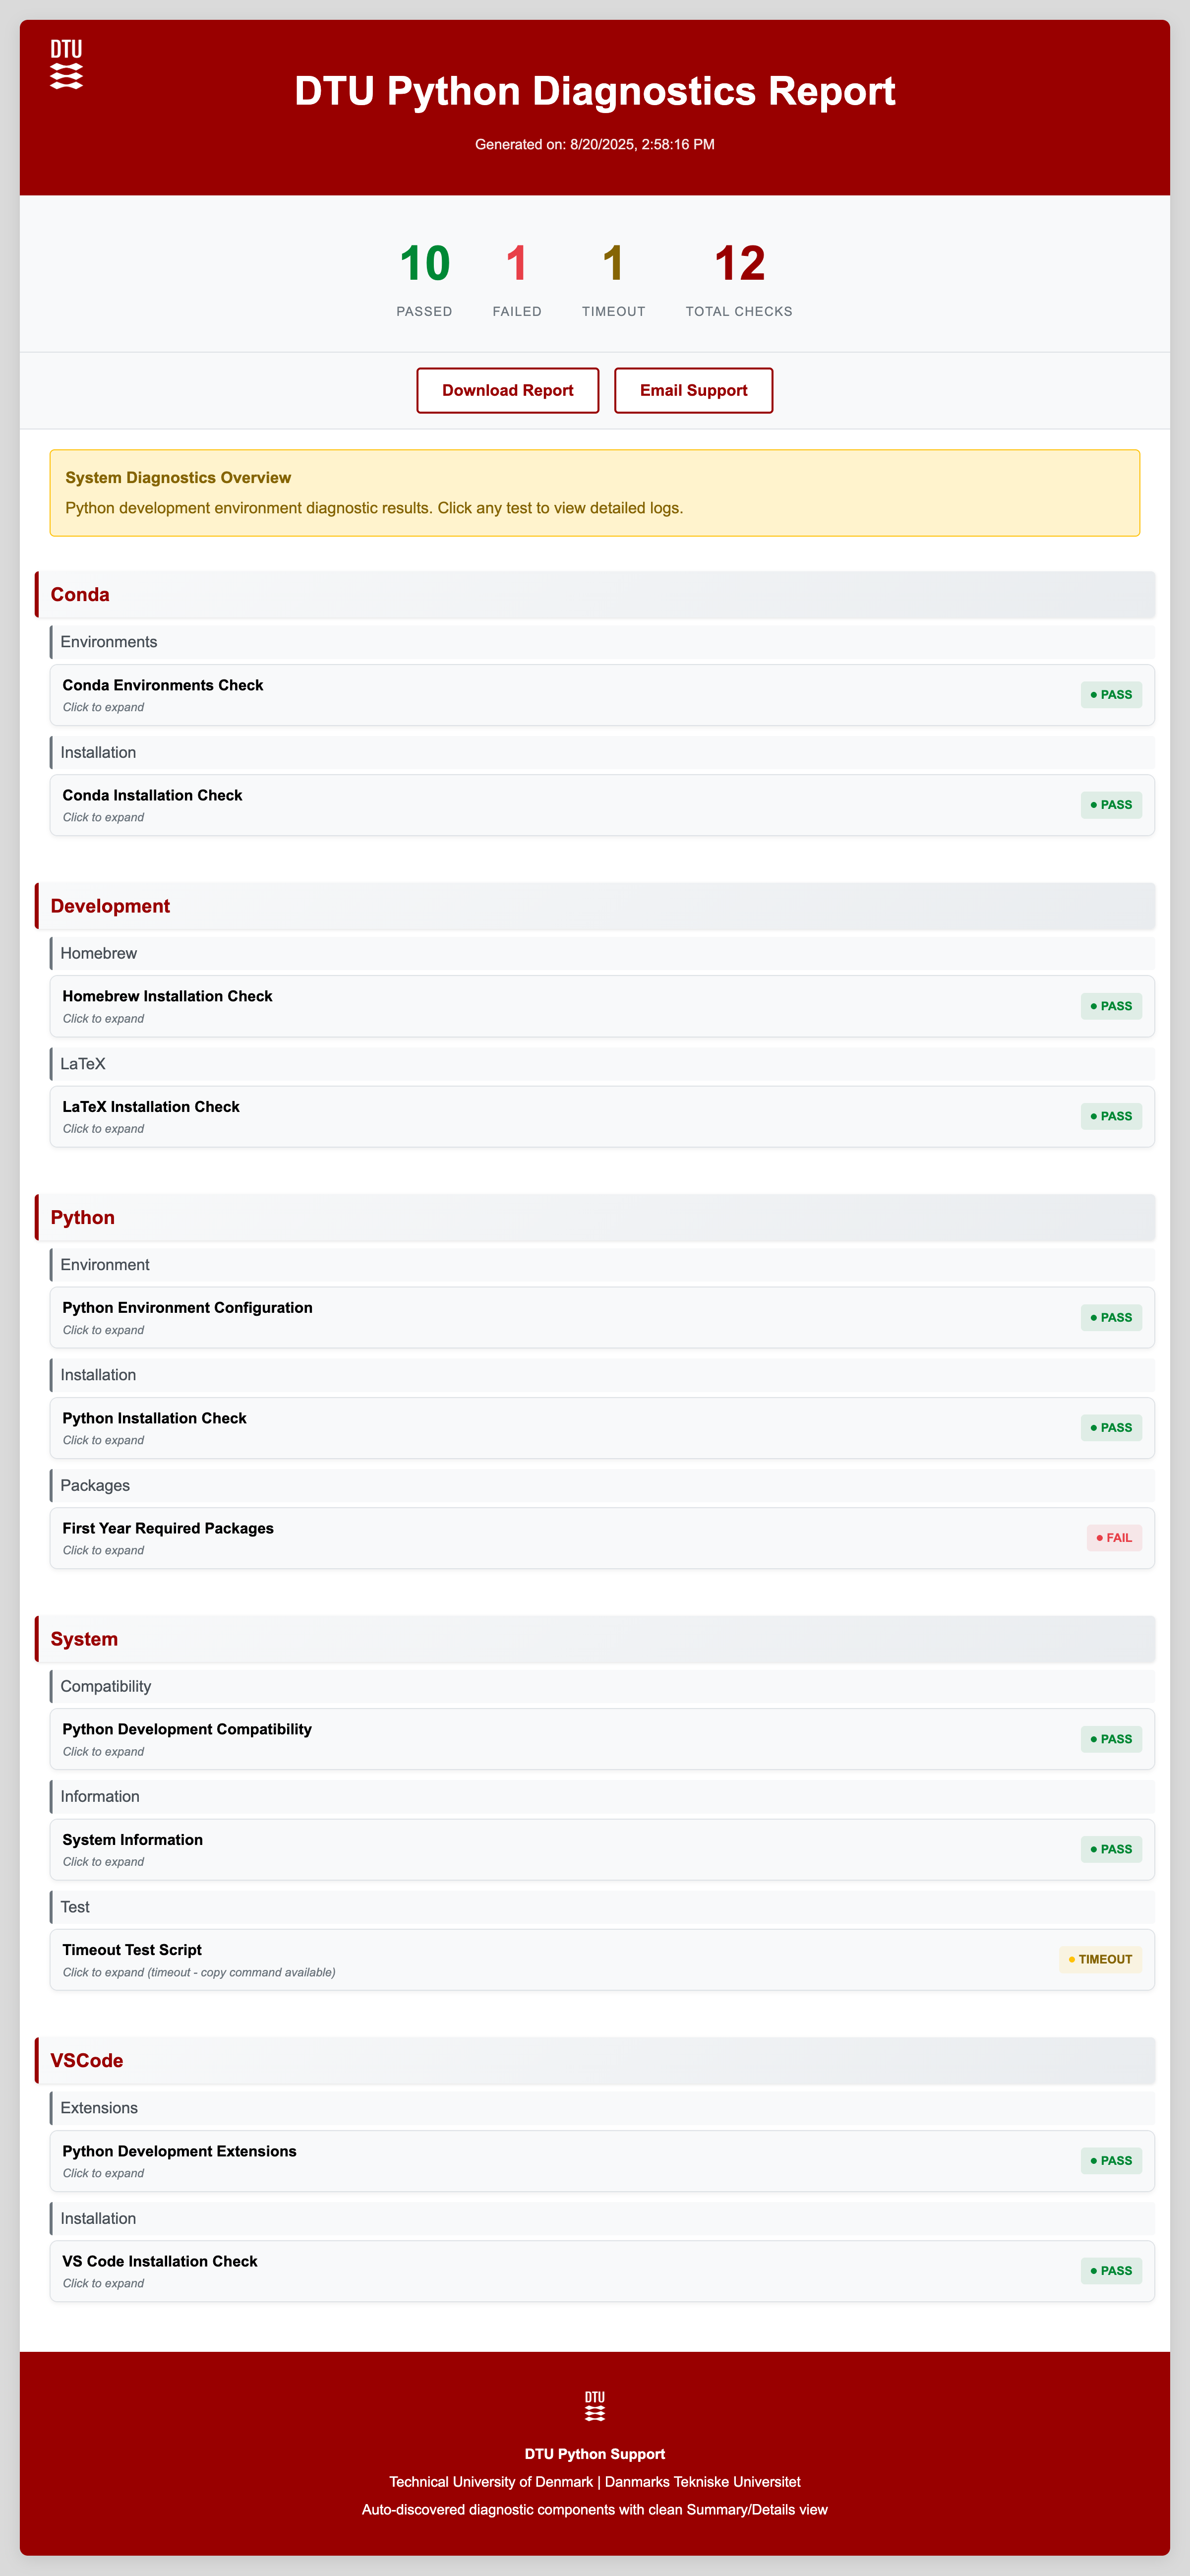 DTU
DTU Python Diagnostics Report
Generated on: 8/20/2025, 2:58:16 PM
10
PASSED
1
FAILED
1
TIMEOUT
12
TOTAL CHECKS
Download Report
Email Support
System Diagnostics Overview
Python development environment diagnostic results. Click any test to view detailed logs.
Conda
Environments
Conda Environments Check
Click to expand
PASS
Installation
Conda Installation Check
Click to expand
PASS
Development
Homebrew
Homebrew Installation Check
Click to expand
PASS
LaTeX
LaTeX Installation Check
Click to expand
PASS
Python
Environment
Python Environment Configuration
Click to expand
PASS
Installation
Python Installation Check
Click to expand
PASS
Packages
First Year Required Packages
Click to expand
FAIL
System
Compatibility
Python Development Compatibility
Click to expand
PASS
Information
System Information
Click to expand
PASS
Test
Timeout Test Script
Click to expand (timeout - copy command available)
TIMEOUT
VSCode
Extensions
Python Development Extensions
Click to expand
PASS
Installation
VS Code Installation Check
Click to expand
PASS
DTU
DTU Python Support
Technical University of Denmark | Danmarks Tekniske Universitet
Auto-discovered diagnostic components with clean Summary/Details view